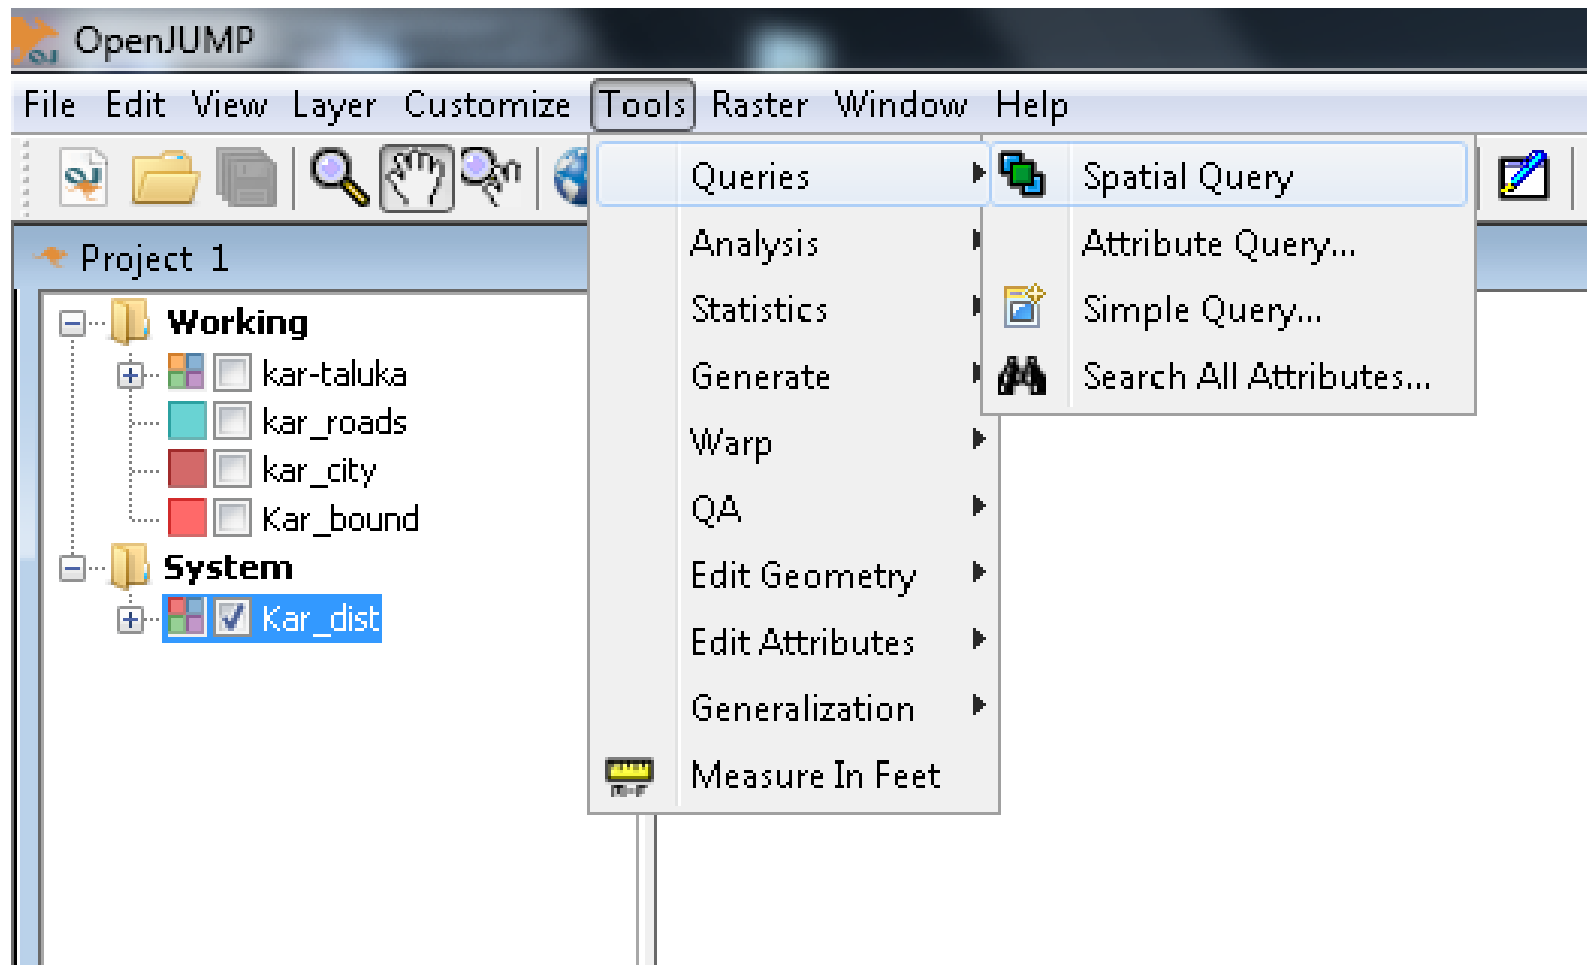 OpenJUMP
File Edit View Layer Customize Tools Raster Window Help
Project 1
Working
kar-taluka
kar_roads
kar_city
Kar_bound
System
Kar_dist
Queries
Analysis
Statistics
Generate
Warp
QA
Edit Geometry
Edit Attributes
Generalization
Measure In Feet
Spatial Query
Attribute Query...
Simple Query...
Search All Attributes...